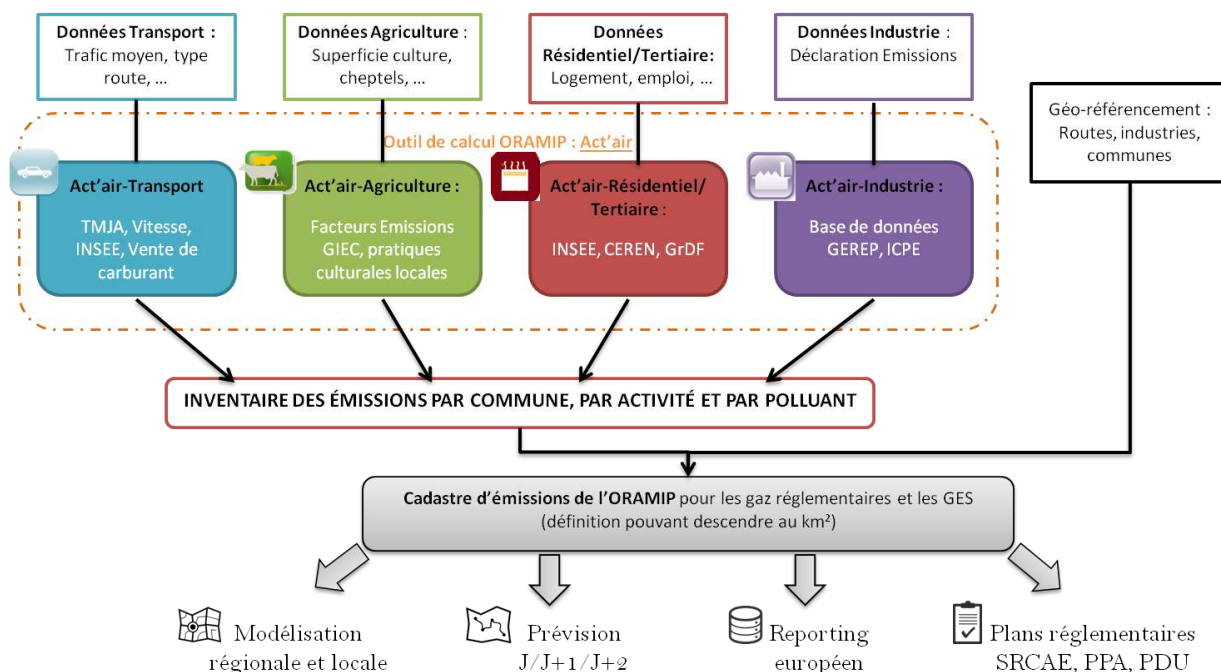 Données Transport :
Trafic moyen, type
route, ...
Données Agriculture :
Superficie culture,
cheptels, ...
Données
Résidentiel/Tertiaire:
Logement, emploi, ...
Données Industrie :
Déclaration Emissions
Géo-référencement :
Routes, industries,
communes
Outil de calcul ORAMIP : Act'air
Act'air-Transport
TMJA, Vitesse,
INSEE, Vente de
carburant
Act'air-Agriculture :
Facteurs Emissions
GIEC, pratiques
culturales locales
Act'air-Résidentiel/
Tertiaire :
INSEE, CEREN, GrDF
Act'air-Industrie :
Base de données
GEREP, ICPE
INVENTAIRE DES ÉMISSIONS PAR COMMUNE, PAR ACTIVITÉ ET PAR POLLUANT
Cadastre d'émissions de l'ORAMIP pour les gaz réglementaires et les GES
(définition pouvant descendre au km²)
Modélisation
régionale et locale
Prévision
J/J+1/J+2
Reporting
européen
Plans réglementaires
SRCAE, PPA, PDU